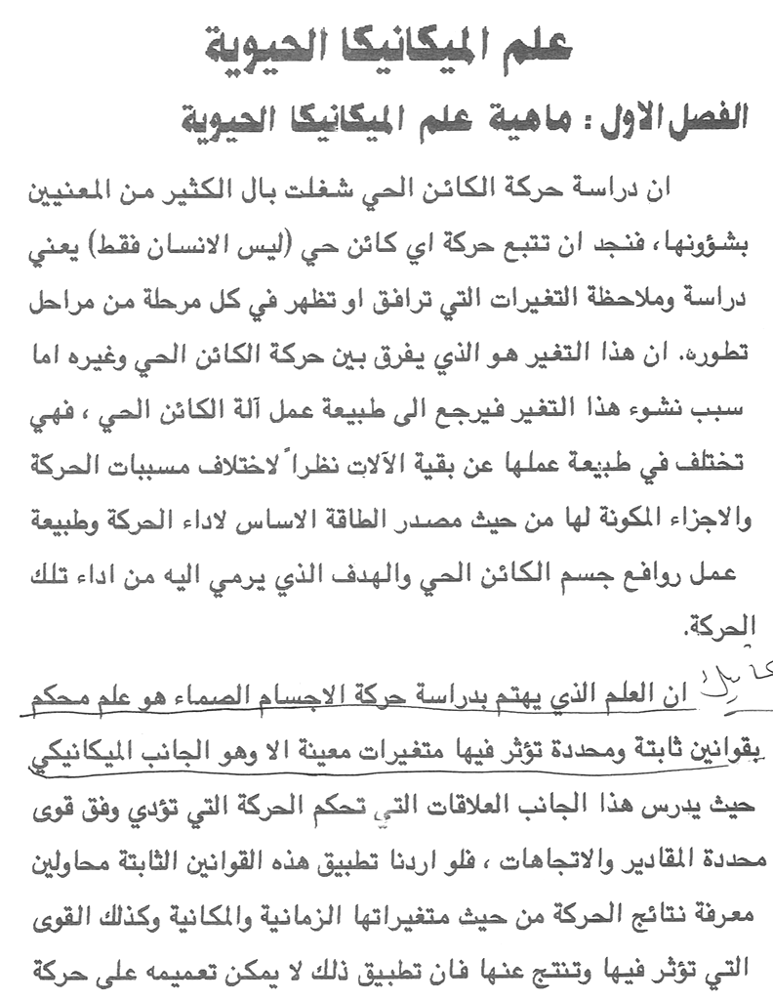 علم الميكانيكا الحيوية
الفصل الاول : ماهية علم الميكانيكا الحيوية
ان دراسة حركة الكائن الحي شغلت بال الكثير من المعنيين
بشؤونها، فنجد ان تتبع حركة اي كائن حي (ليس الانسان فقط) يعني
دراسة وملاحظة التغيرات التي ترافق او تظهر في كل مرحلة من مراحل
تطوره. ان هذا التغير هو الذي يفرق بين حركة الكائن الحي وغيره اما
سبب نشوء هذا التغير فيرجع الى طبيعة عمل آلة الكائن الحي ، فهي
تختلف في طبيعة عملها عن بقية الآلات نظراً لاختلاف مسببات الحركة
والاجزاء المكونة لها من حيث مصدر الطاقة الاساس لاداء الحركة وطبيعة
عمل روافع جسم الكائن الحي والهدف الذي يرمي اليه من اداء تلك
الحركة.
ان العلم الذي يهتم بدراسة حركة الاجسام الصماء هو علم محكم
بقوانين ثابتة ومحددة تؤثر فيها متغيرات معينة الا وهو الجانب الميكانيكي
حيث يدرس هذا الجانب العلاقات التي تحكم الحركة التي تؤدي وفق قوى
محددة المقادير والاتجاهات ، فلو اردنا تطبيق هذه القوانين الثابتة محاولين
معرفة نتائج الحركة من حيث متغيراتها الزمانية والمكانية وكذلك القوى
التي تؤثر فيها وتنتج عنها فان تطبيق ذلك لا يمكن تعميمه على حركة